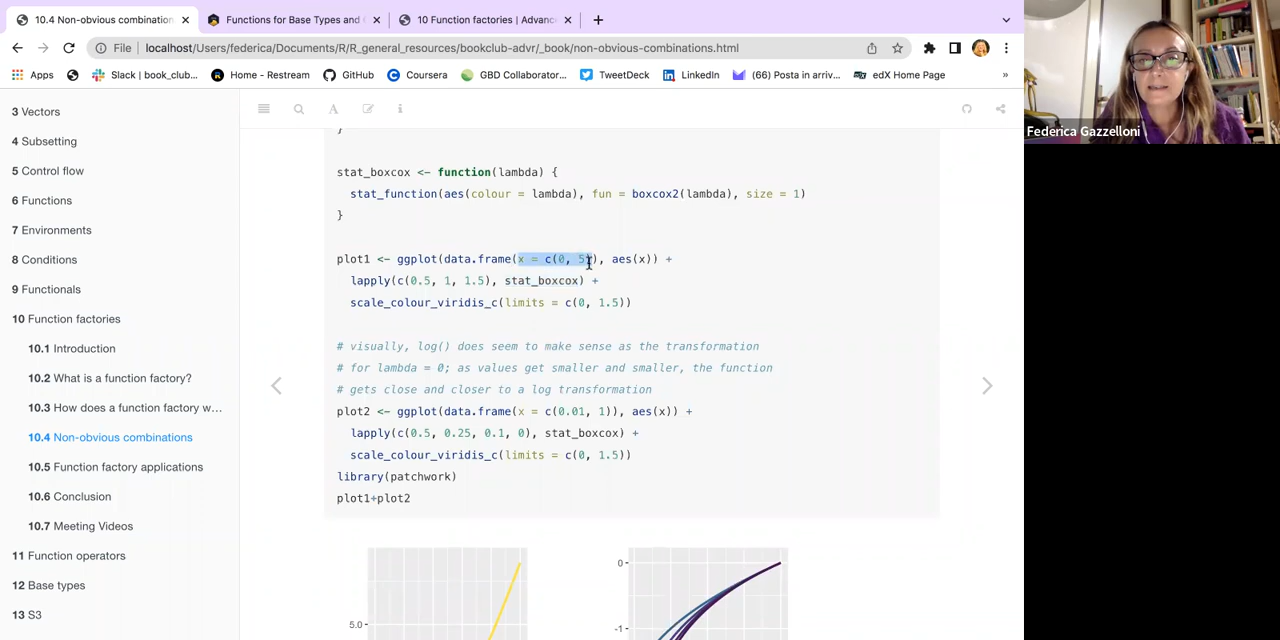 10.4 Non-obvious combination
Functions for Base Types and
10 Function factories | Advanc
File
localhost/Users/federica/Documents/R/R_general_resources/bookclub-advr/_book/non-obvious-combinations.html
Apps
Slack | book_club...
Home - Restream
GitHub
Coursera
GBD Collaborator...
TweetDeck
LinkedIn
(66) Posta in arriv...
edX Home Page
»
3 Vectors
4 Subsetting
5 Control flow
6 Functions
7 Environments
8 Conditions
9 Functionals
10 Function factories
10.1 Introduction
10.2 What is a function factory?
10.3 How does a function factory w...
10.4 Non-obvious combinations
10.5 Function factory applications
10.6 Conclusion
10.7 Meeting Videos
11 Function operators
12 Base types
13 S3
}
stat_boxcox <- function(lambda) {
stat_function(aes(colour = lambda), fun = boxcox2(lambda), size = 1)
}
plot1 <- ggplot(data.frame(x = c(0, 5)), aes(x)) +
lapply(c(0.5, 1, 1.5), stat_boxcox) +
scale_colour_viridis_c(limits = c(0, 1.5))
# visually, log() does seem to make sense as the transformation
# for lambda = 0; as values get smaller and smaller, the function
# gets close and closer to a log transformation
plot2 <- ggplot(data.frame(x = c(0.01, 1)), aes(x)) +
lapply(c(0.5, 0.25, 0.1, 0), stat_boxcox) +
scale_colour_viridis_c(limits = c(0, 1.5))
library(patchwork)
plot1+plot2
5.0
0
-1
Federica Gazzelloni